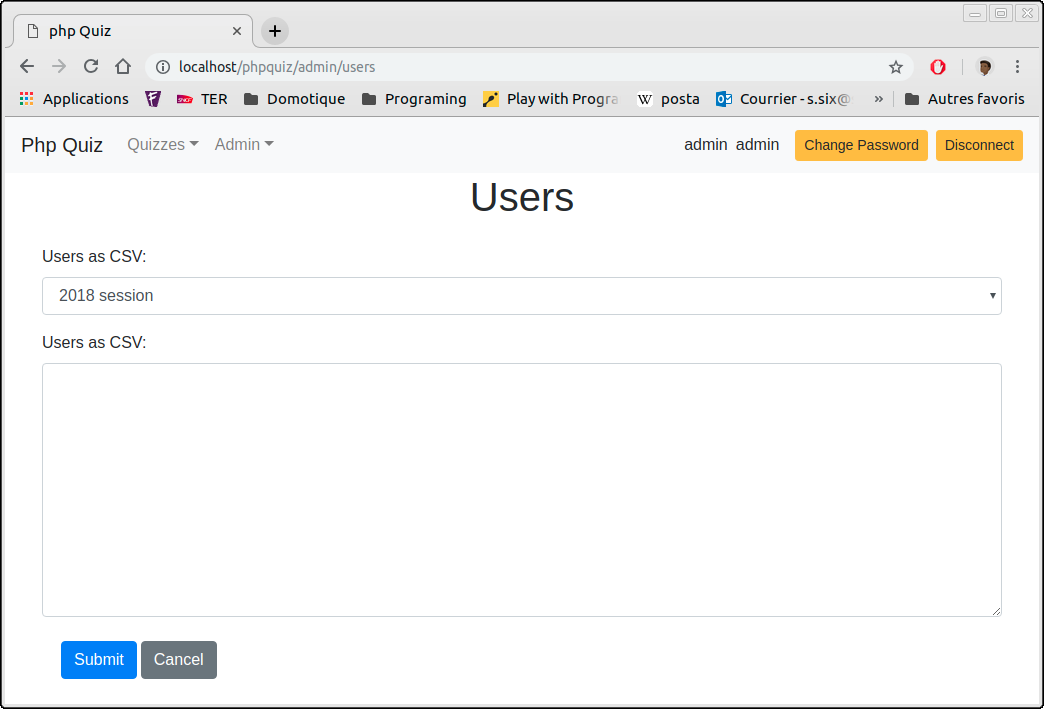 php Quiz
localhost/phpquiz/admin/users
Applications TER Domotique Programing Play with Progra W posta Courrier - s.six@ » Autres favoris
Php Quiz Quizzes Admin admin admin Change Password Disconnect
Users
Users as CSV:
2018 session
Users as CSV:
Submit Cancel